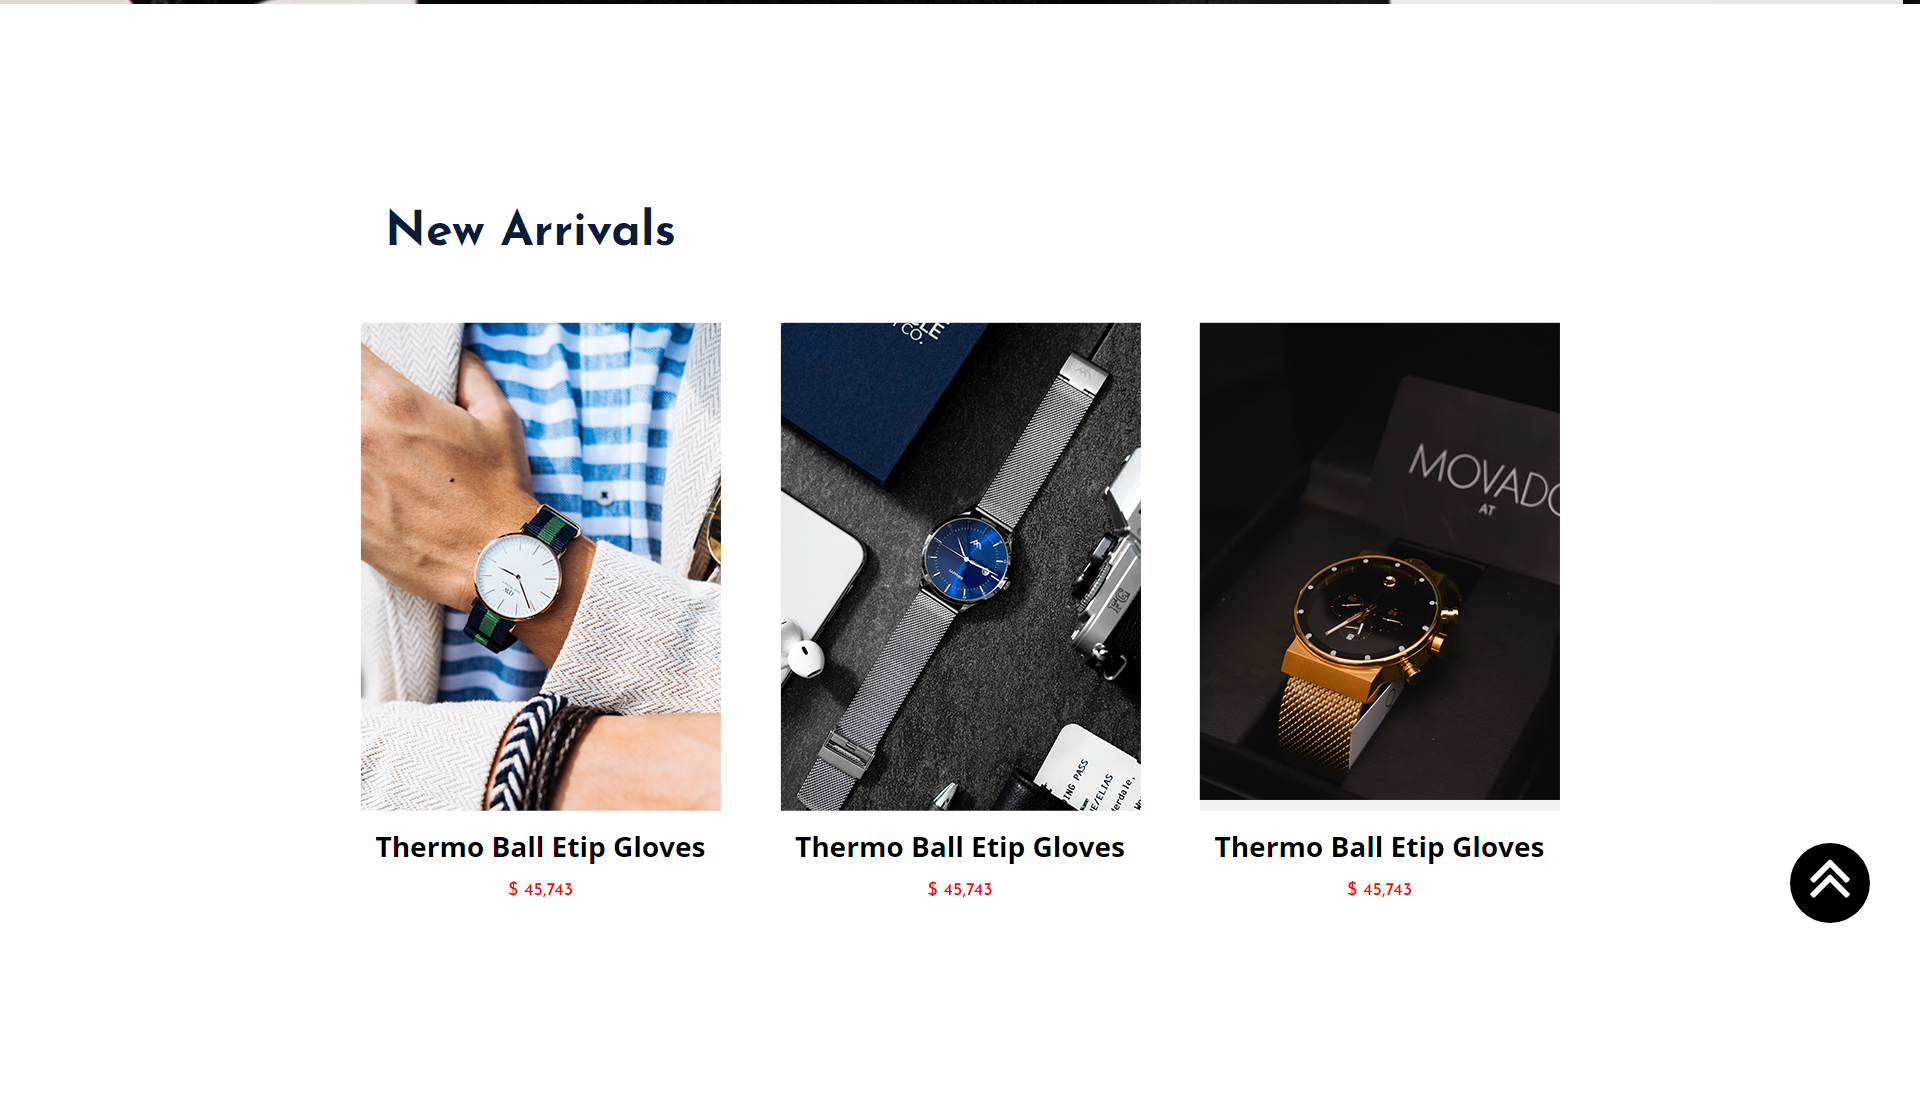 New Arrivals
CO.
MOVADO
AT
ING PASS
E/ELIAS
Thermo Ball Etip Gloves
$ 45,743
Thermo Ball Etip Gloves
$ 45,743
Thermo Ball Etip Gloves
$ 45,743